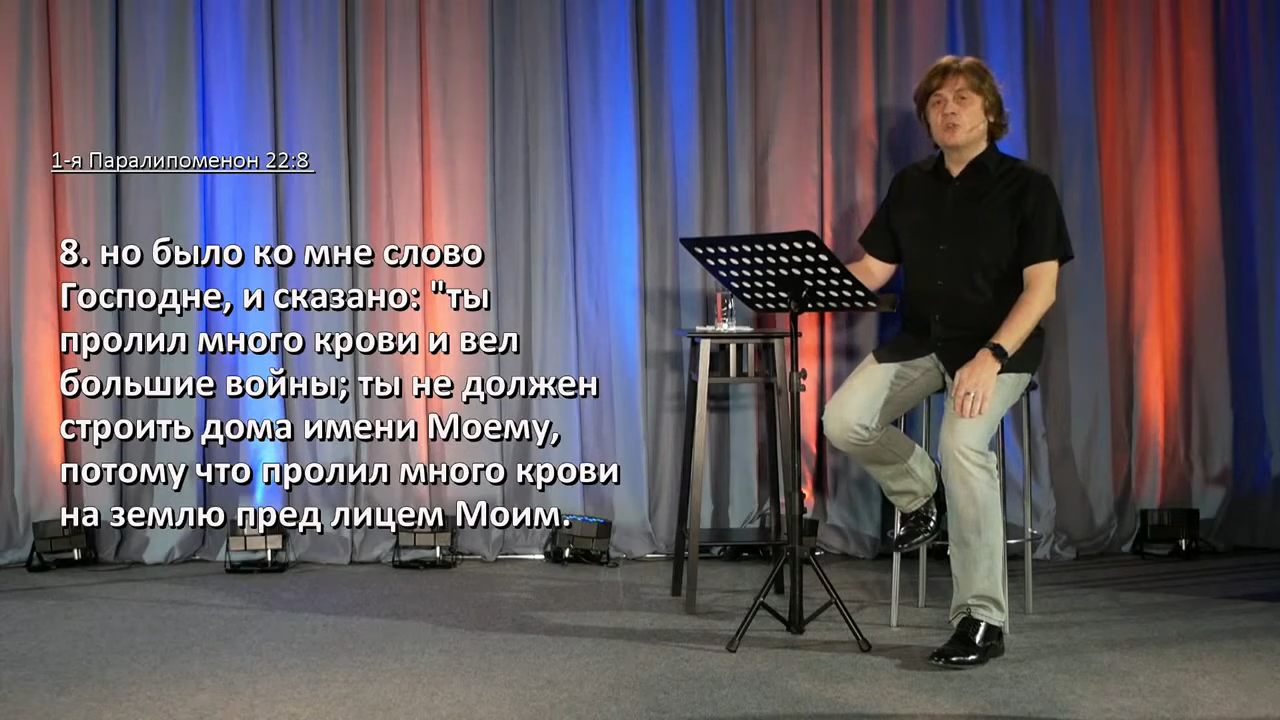 1-я Паралипоменон 22:8
8. но было ко мне слово
Господне, и сказано: "ты
пролил много крови и вел
большие войны; ты не должен
строить дома имени Моему,
потому что пролил много крови
на землю пред лицем Моим.